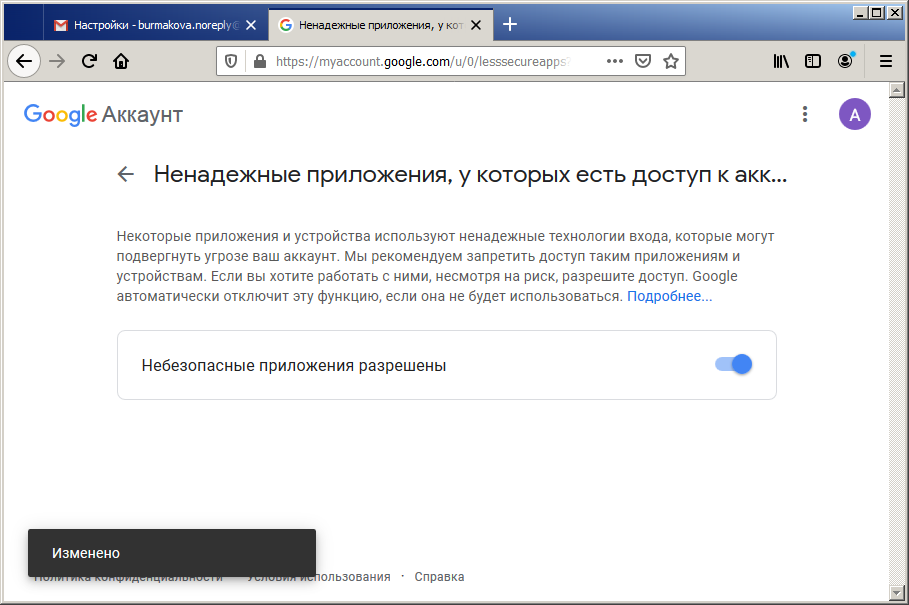 Настройки - burmakova.noreply@
Ненадежные приложения, у кот
https://myaccount.google.com/u/0/lesssecureapps?
Google Аккаунт
A
Ненадежные приложения, у которых есть доступ к акк...
Некоторые приложения и устройства используют ненадежные технологии входа, которые могут
подвергнуть угрозе ваш аккаунт. Мы рекомендуем запретить доступ таким приложениям и
устройствам. Если вы хотите работать с ними, несмотря на риск, разрешите доступ. Google
автоматически отключит эту функцию, если она не будет использоваться. Подробнее...
Небезопасные приложения разрешены
Изменено
Политика конфиденциальности · Условия использования · Справка